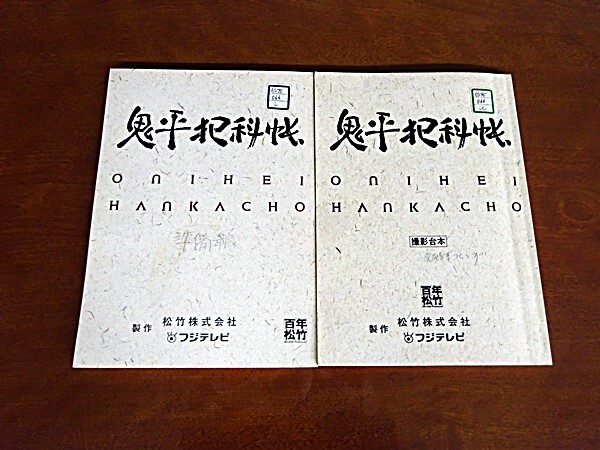 鬼平犯科帳
ONIHEI
HANKACHO
準備稿
製作 松竹株式会社
フジテレビ
百年
松竹
鬼平犯科帳
ONIHEI
HANKACHO
撮影台本
百年
松竹
製作 松竹株式会社
フジテレビ